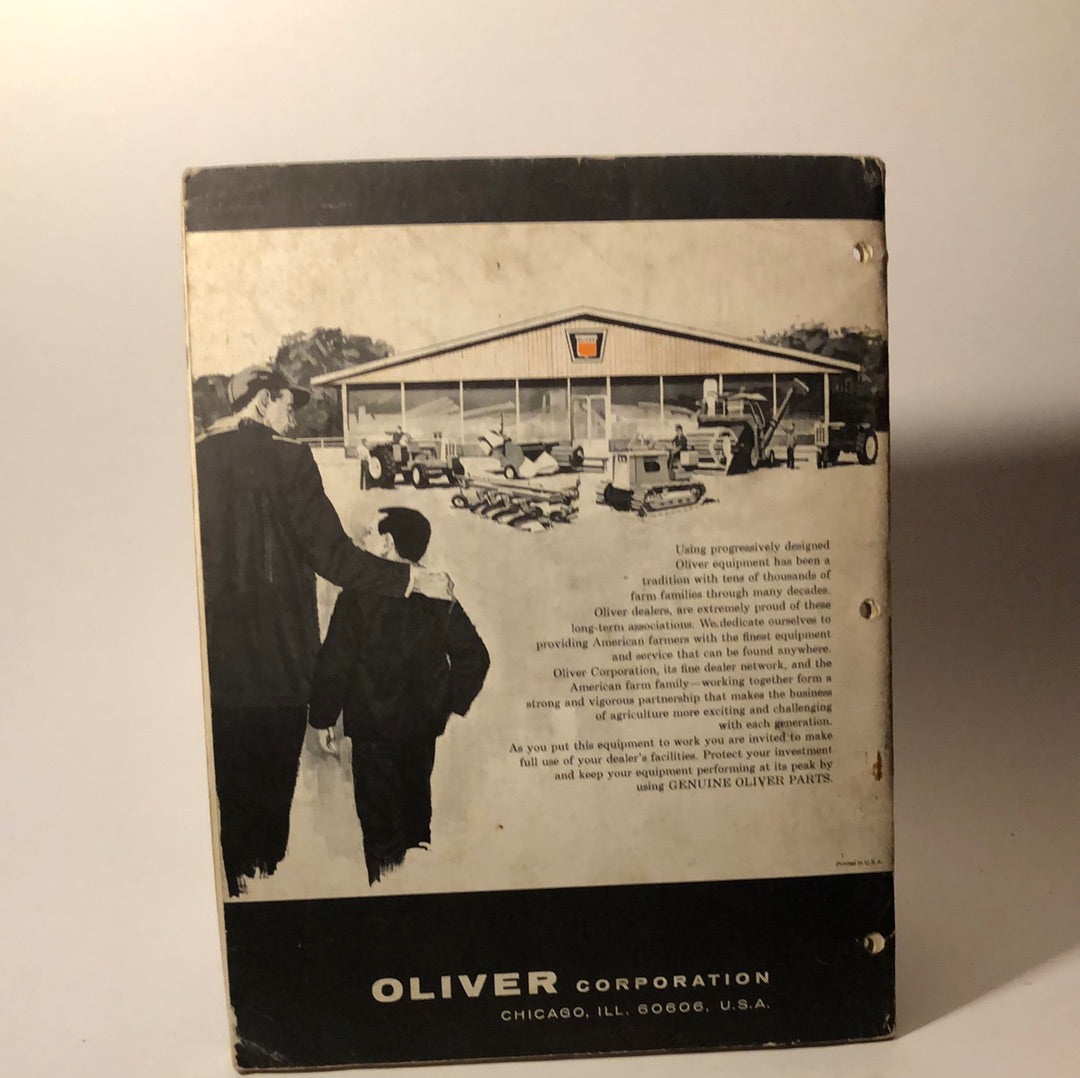 Using progressively designed
Oliver equipment has been a
tradition with tens of thousands of
farm families through many decades.
Oliver dealers, are extremely proud of these
long-term associations. We dedicate ourselves to
providing American farmers with the finest equipment
and service that can be found anywhere.
Oliver Corporation, its fine dealer network, and the
American farm family—working together form a
strong and vigorous partnership that makes the business
of agriculture more exciting and challenging
with each generation.
As you put this equipment to work you are invited to make
full use of your dealer's facilities. Protect your investment
and keep your equipment performing at its peak by
using GENUINE OLIVER PARTS.
Printed in U.S.A.
OLIVER CORPORATION
CHICAGO, ILL. 60606, U.S.A.